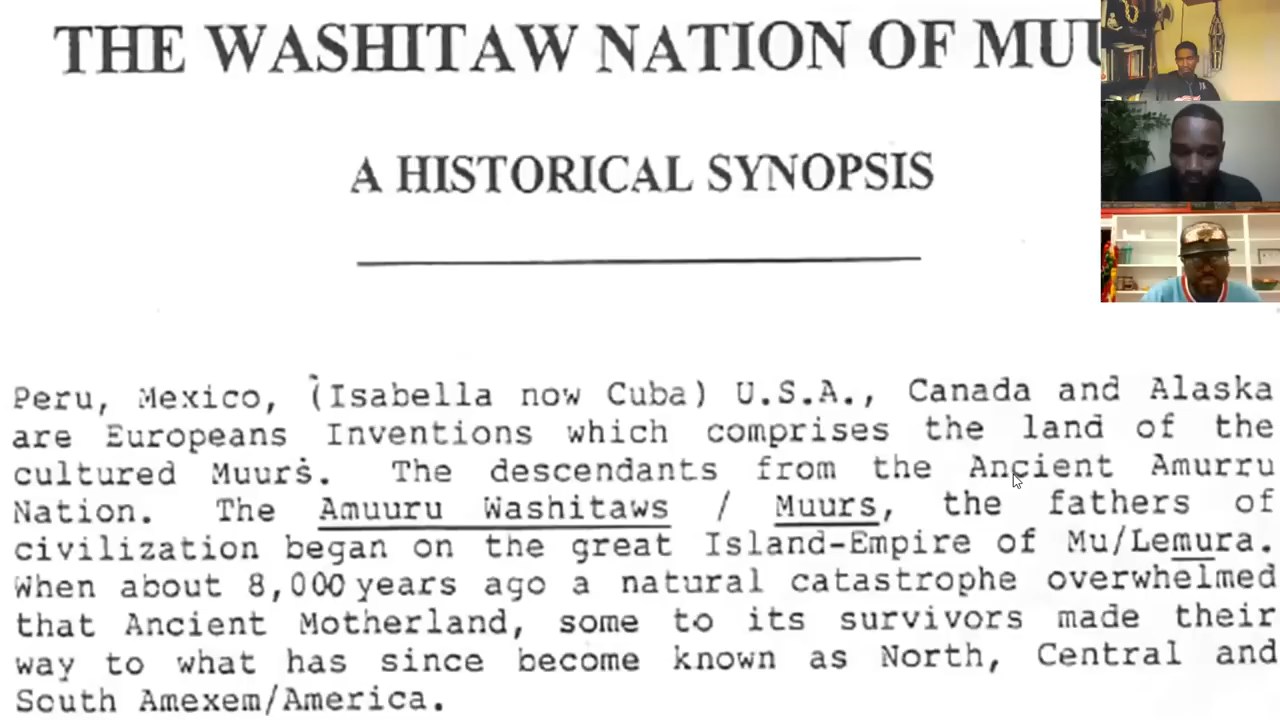 THE WASHITAW NATION OF MUU
A HISTORICAL SYNOPSIS
Peru, Mexico, (Isabella now Cuba) U.S.A., Canada and Alaska
are Europeans Inventions which comprises the land of the
cultured Muurs. The descendants from the Ancient Amurru
Nation. The Amuuru Washitaws / Muurs, the fathers of
civilization began on the great Island-Empire of Mu/Lemura.
When about 8,000 years ago a natural catastrophe overwhelmed
that Ancient Motherland, some to its survivors made their
way to what has since become known as North, Central and
South Amexem/America.